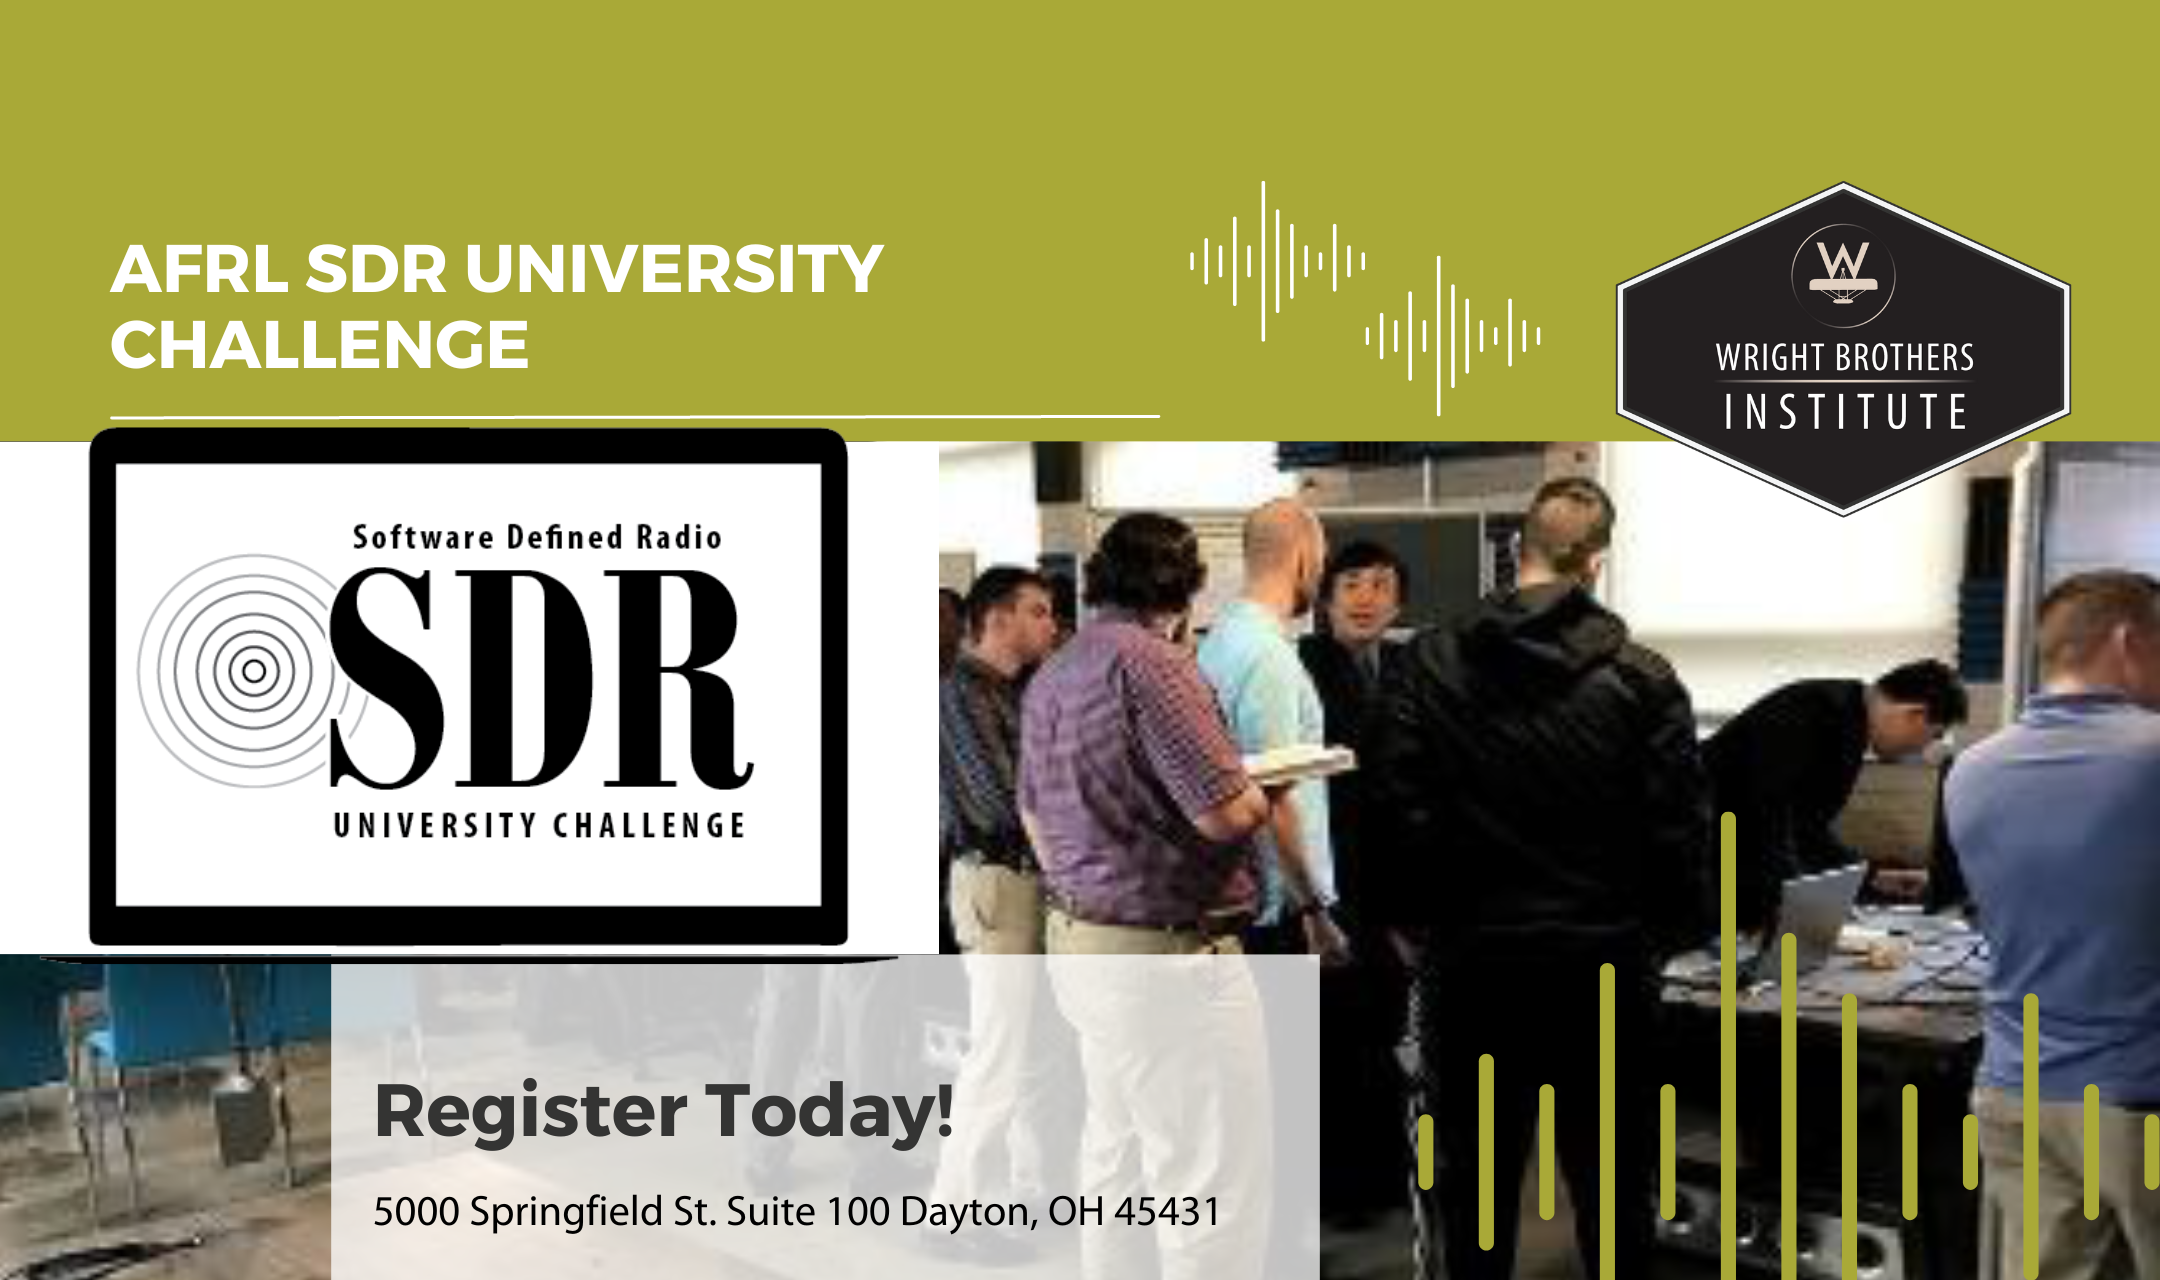 AFRL SDR UNIVERSITY
CHALLENGE
W
WRIGHT BROTHERS
INSTITUTE
Software Defined Radio
SDR
UNIVERSITY CHALLENGE
Register Today!
5000 Springfield St. Suite 100 Dayton, OH 45431